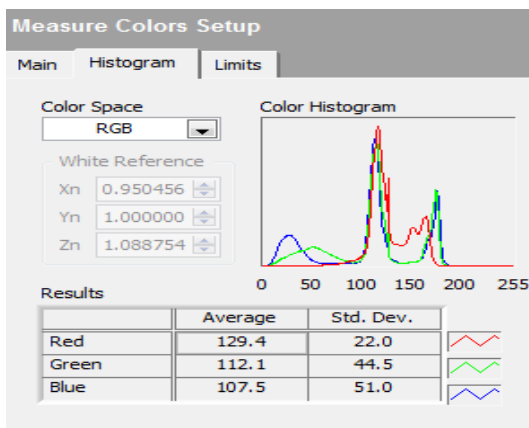 Measure Colors Setup
Main Histogram Limits
Color Space
RGB
White Reference
Xn 0.950456
Yn 1.000000
Zn 1.088754
Color Histogram
0 50 100 150 200 255
Results
Average Std. Dev.
Red 129.4 22.0
Green 112.1 44.5
Blue 107.5 51.0